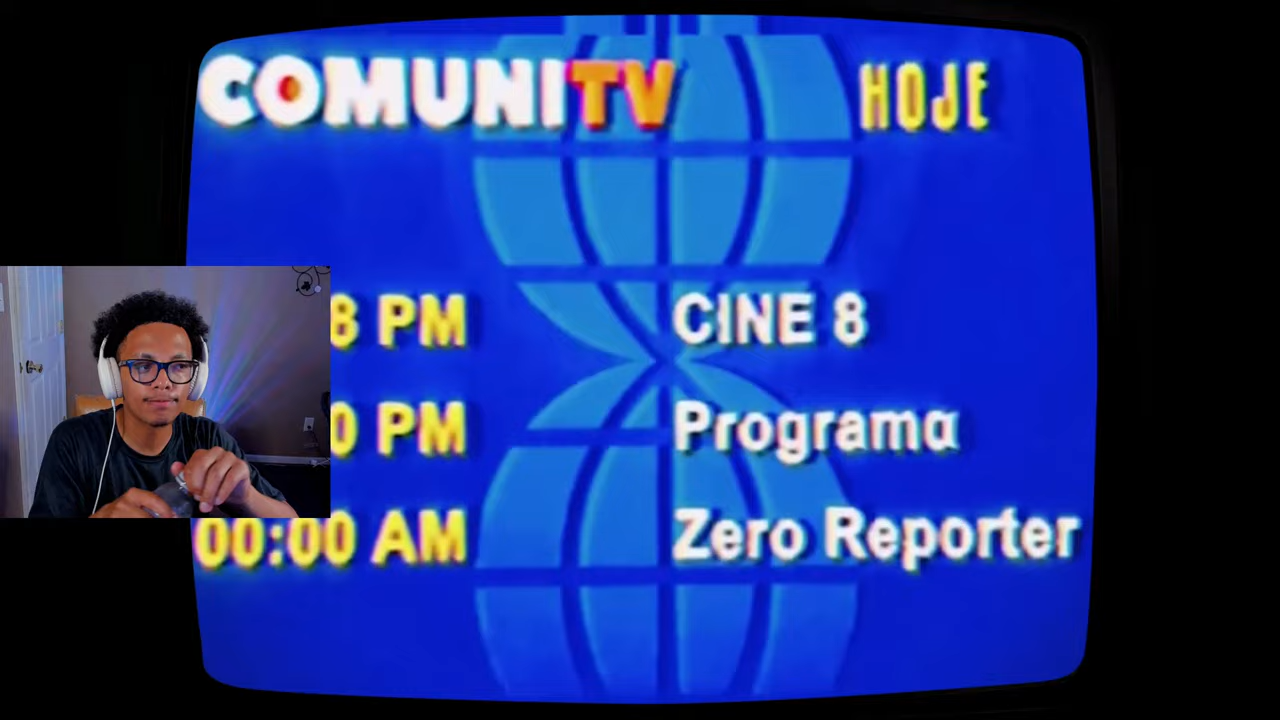 COMUNITV HOJE
8 PM CINE 8
0 PM Programa
00:00 AM Zero Reporter